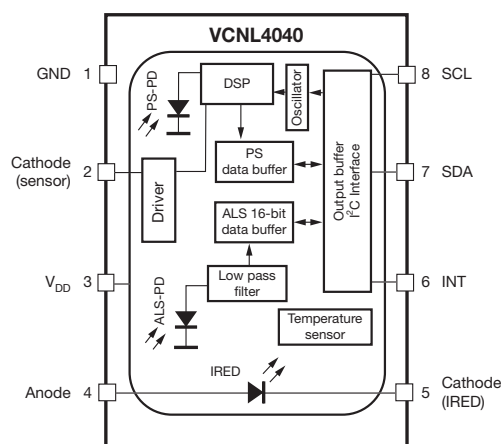 VCNL4040
GND 1
8 SCL
PS-PD
DSP
Oscillator
Output buffer
I²C Interface
Cathode
(sensor)
2
Driver
PS
data buffer
7 SDA
ALS 16-bit
data buffer
V_DD 3
6 INT
ALS-PD
Low pass
filter
Temperature
sensor
IRED
Anode 4
5 Cathode
(IRED)